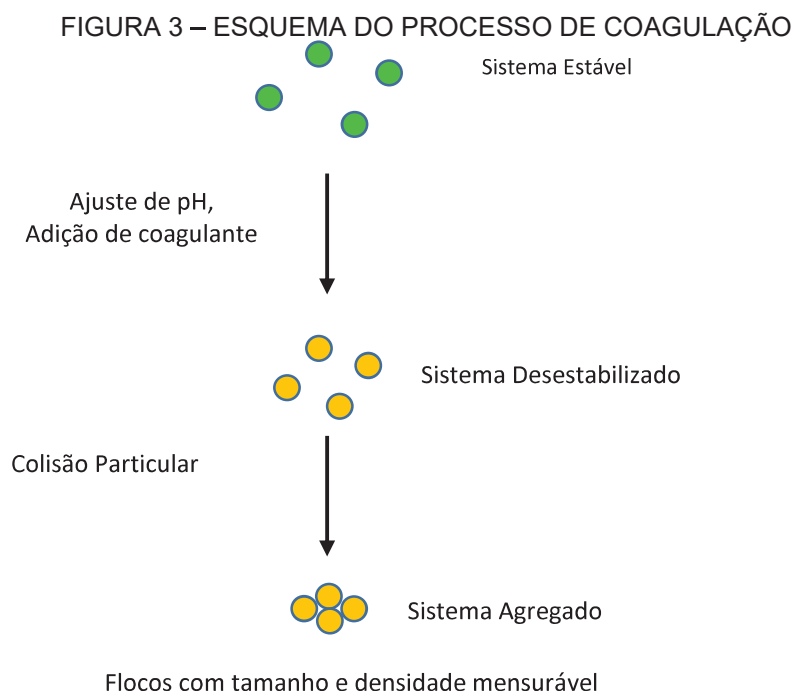 FIGURA 3 – ESQUEMA DO PROCESSO DE COAGULAÇÃO
Sistema Estável
Ajuste de pH,
Adição de coagulante
Sistema Desestabilizado
Colisão Particular
Sistema Agregado
Flocos com tamanho e densidade mensurável